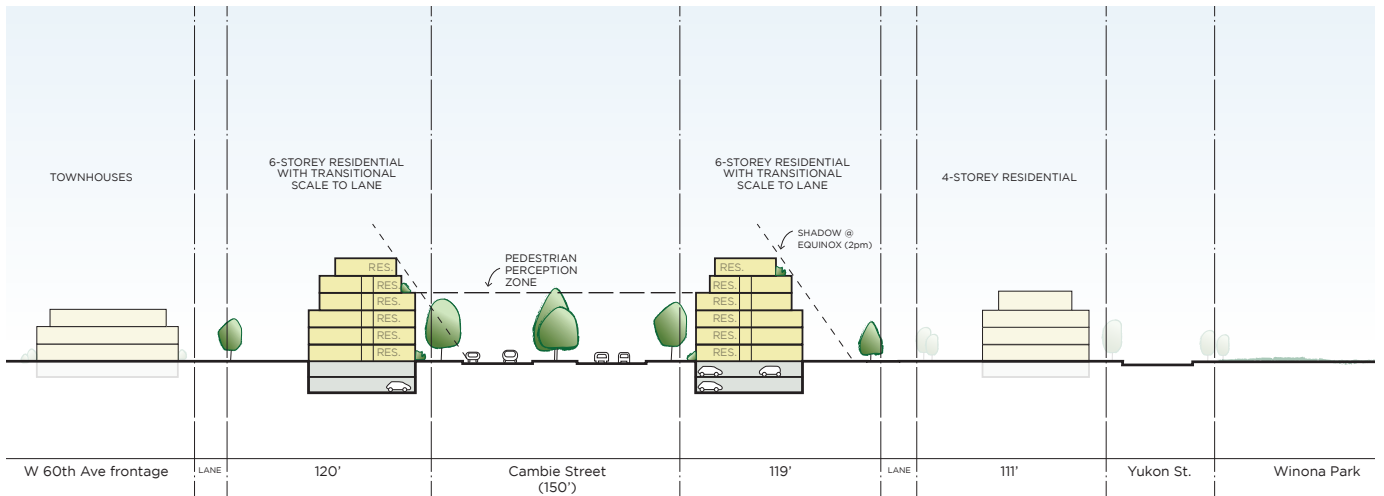 TOWNHOUSES
6-STOREY RESIDENTIAL
WITH TRANSITIONAL
SCALE TO LANE
6-STOREY RESIDENTIAL
WITH TRANSITIONAL
SCALE TO LANE
4-STOREY RESIDENTIAL
SHADOW @
EQUINOX (2pm)
PEDESTRIAN
PERCEPTION
ZONE
RES.
RES.
RES.
RES.
RES.
RES.
RES.
RES.
RES.
RES.
RES.
RES.
W 60th Ave frontage
LANE
120'
Cambie Street
(150')
119'
LANE
111'
Yukon St.
Winona Park